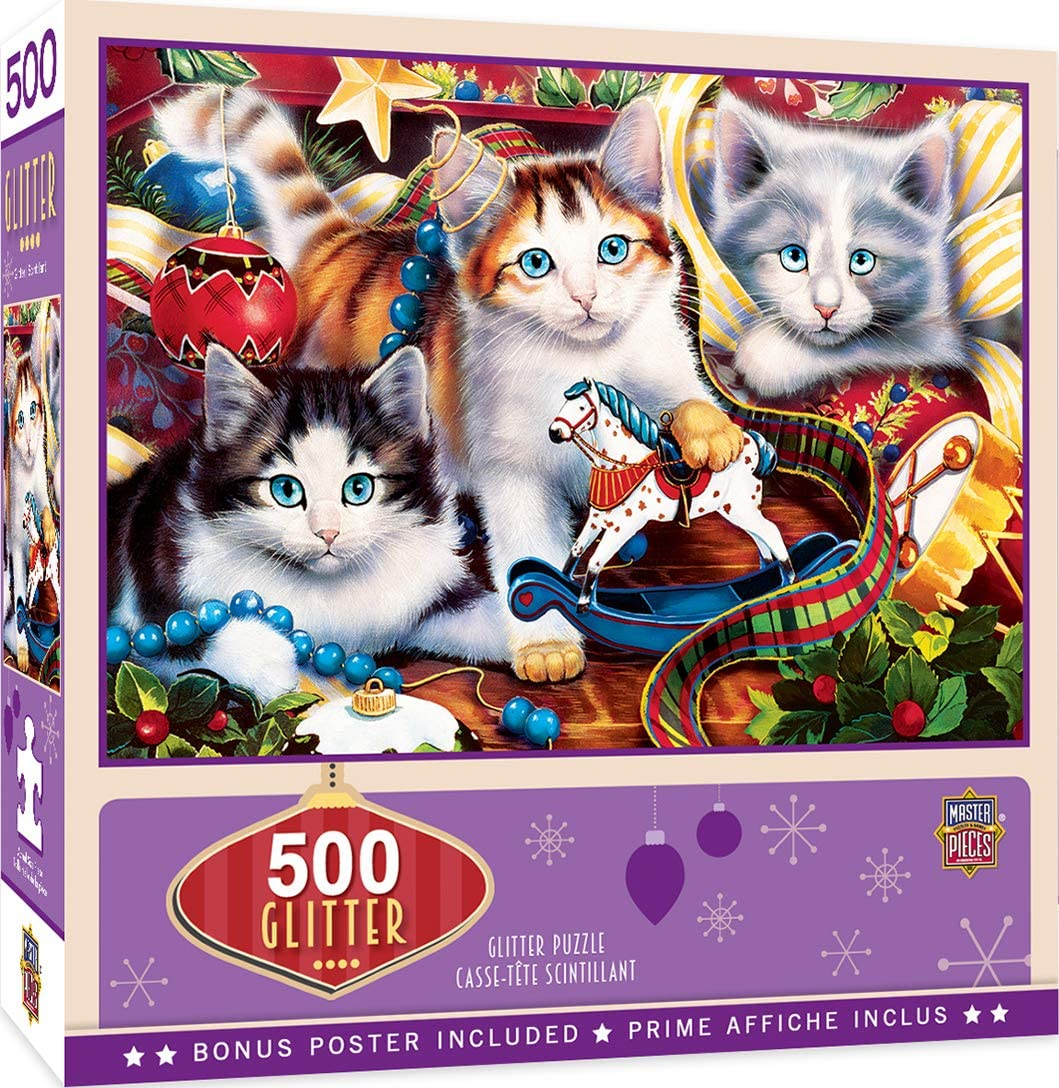 500
GLITTER
500
GLITTER
GLITTER PUZZLE
CASSE-TÊTE SCINTILLANT
MASTER
PIECES
®
BONUS POSTER INCLUDED ★ PRIME AFFICHE INCLUS